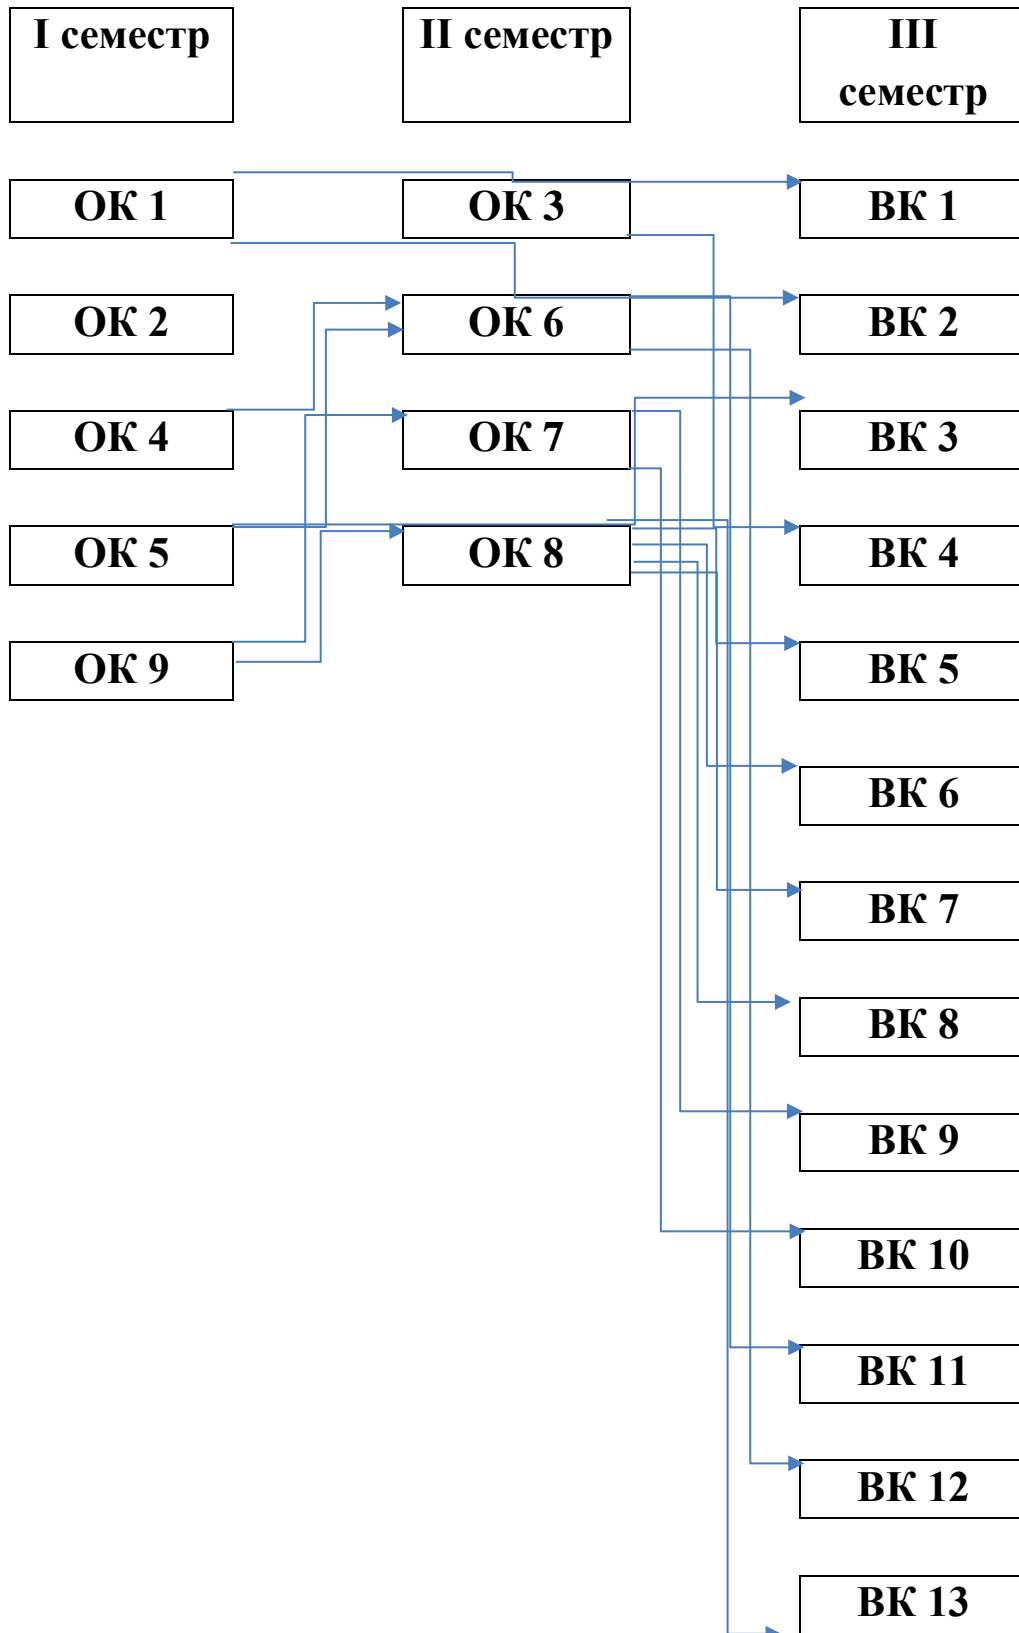 І семестр
ІІ семестр
ІІІ
семестр
ОК 1
ОК 3
ВК 1
ОК 2
ОК 6
ВК 2
ОК 4
ОК 7
ВК 3
ОК 5
ОК 8
ВК 4
ОК 9
ВК 5
ВК 6
ВК 7
ВК 8
ВК 9
ВК 10
ВК 11
ВК 12
ВК 13